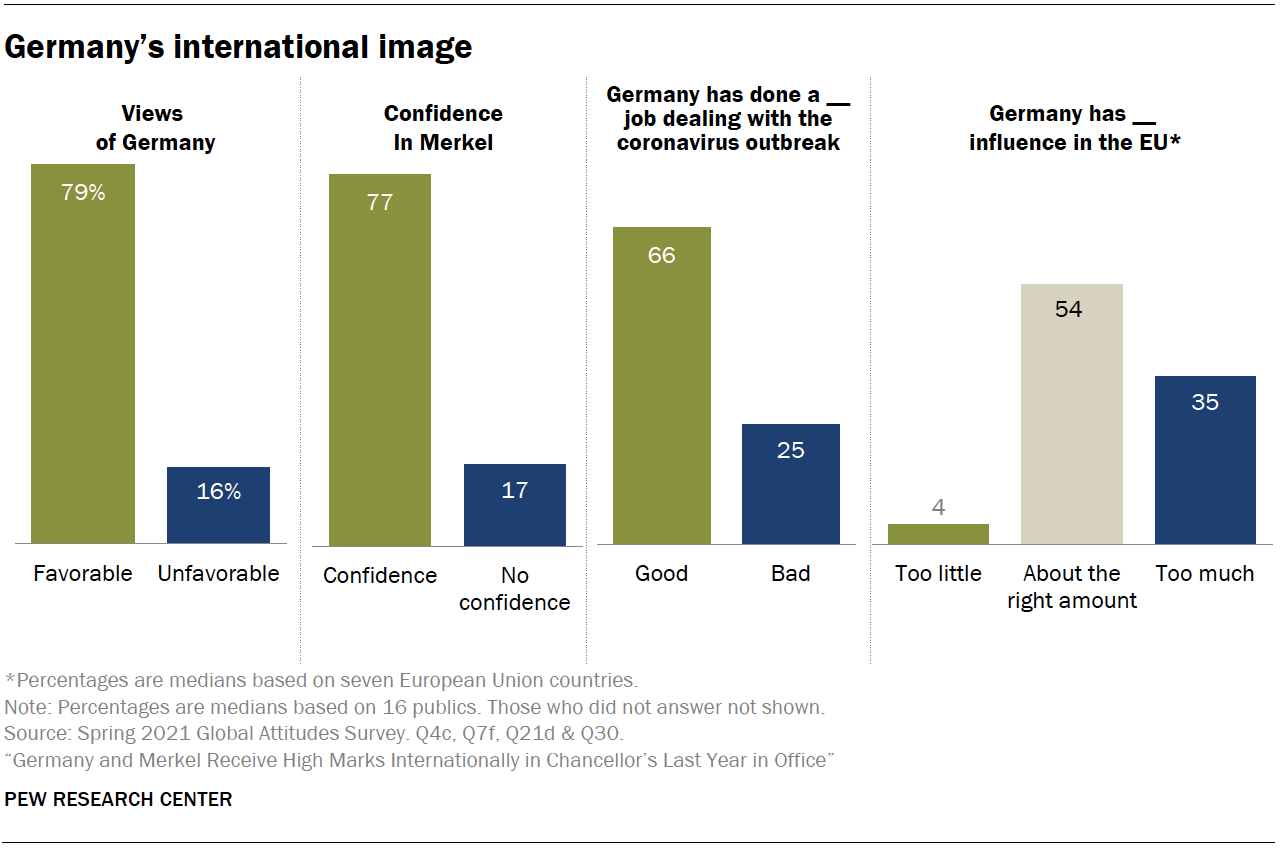 Germany's international image
Views
of Germany
79%
16%
Favorable
Unfavorable
Confidence
In Merkel
77
17
Confidence
No
confidence
Germany has done a __
job dealing with the
coronavirus outbreak
66
25
Good
Bad
Germany has __
influence in the EU*
4
54
35
Too little
About the
right amount
Too much
*Percentages are medians based on seven European Union countries.
Note: Percentages are medians based on 16 publics. Those who did not answer not shown.
Source: Spring 2021 Global Attitudes Survey. Q4c, Q7f, Q21d & Q30.
“Germany and Merkel Receive High Marks Internationally in Chancellor's Last Year in Office”
PEW RESEARCH CENTER